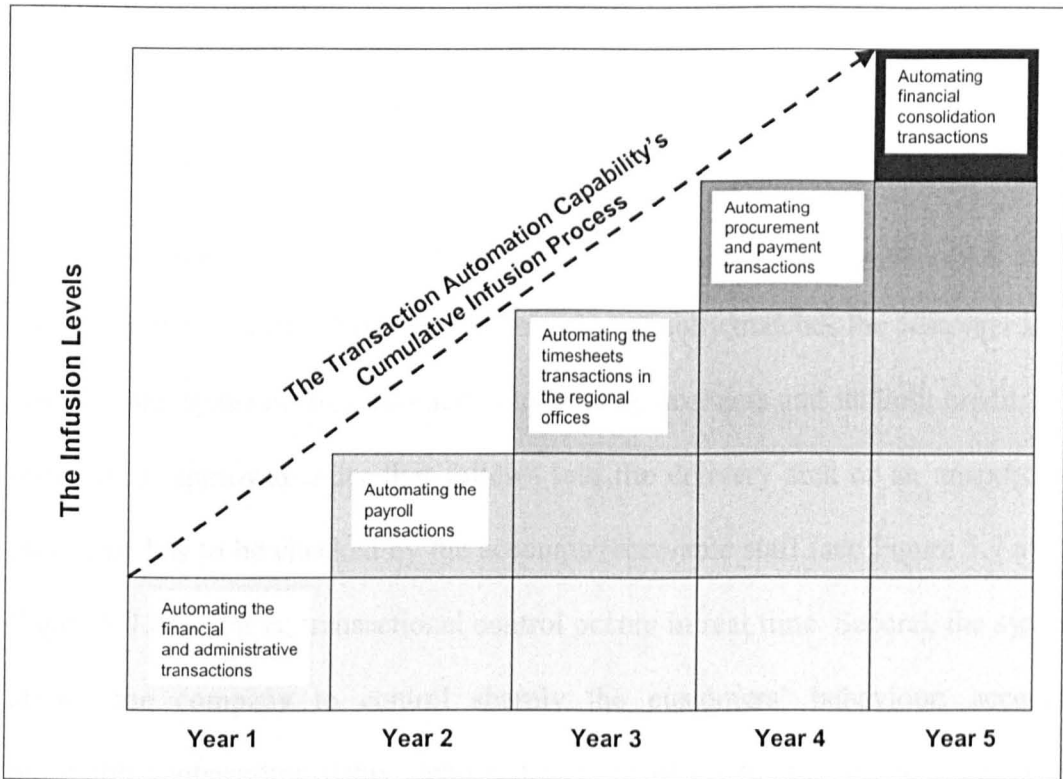 The Infusion Levels
The Transaction Automation Capability's
Cumulative Infusion Process
Automating
financial
consolidation
transactions
Automating
procurement
and payment
transactions
Automating the
timesheets
transactions in
the regional
offices
Automating the
payroll
transactions
Automating the
financial
and administrative
transactions
Year 1 Year 2 Year 3 Year 4 Year 5